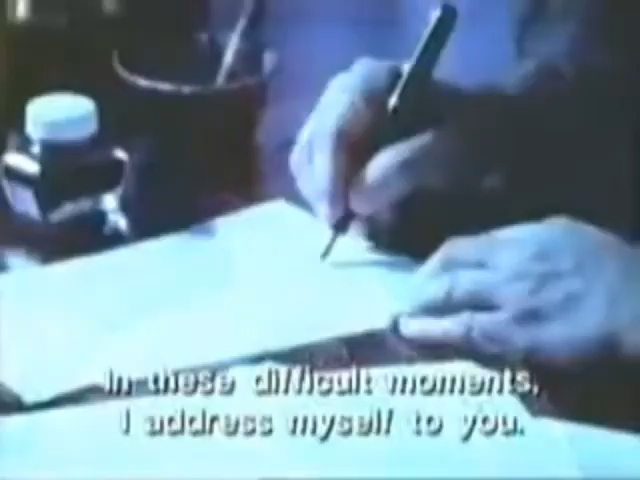 In these difficult moments,
I address myself to you.